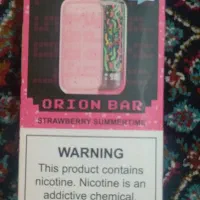 ORION BAR
STRAWBERRY SUMMERTIME
WARNING
This product contains
nicotine. Nicotine is an
addictive chemical.